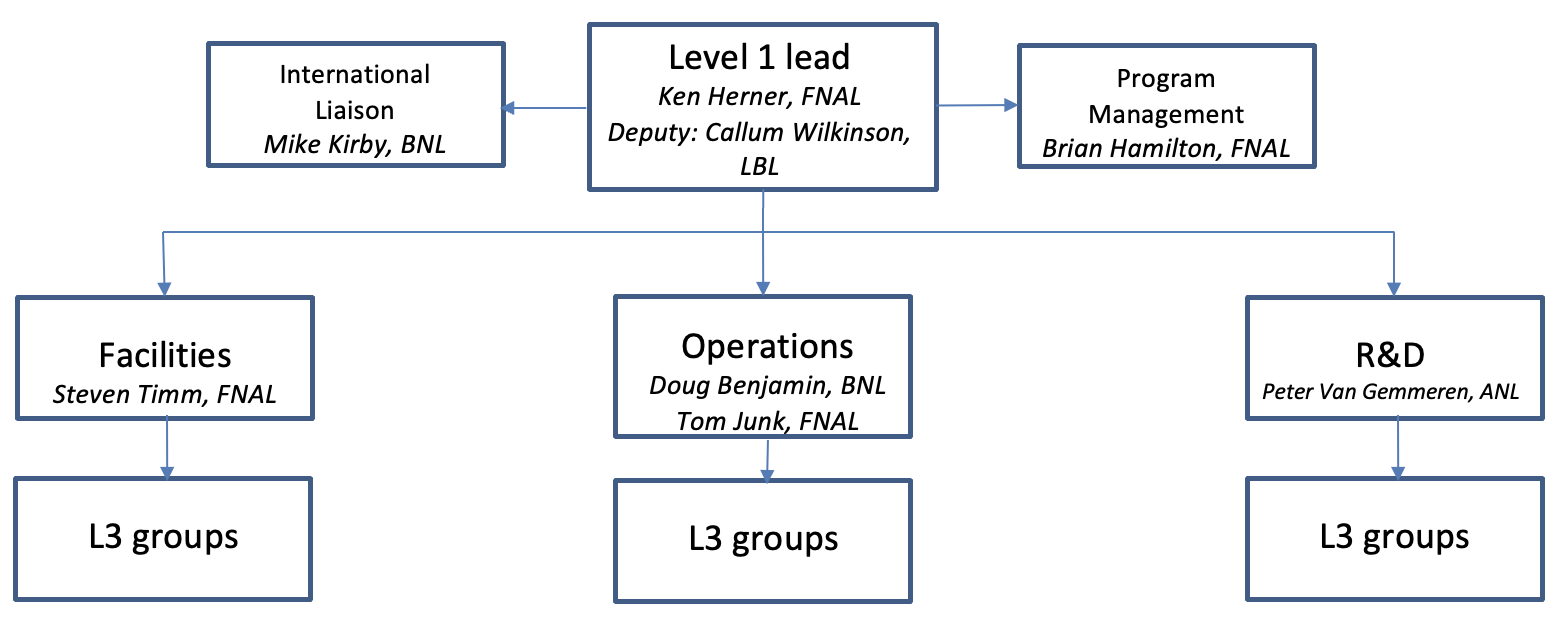 International
Liaison
Mike Kirby, BNL
Level 1 lead
Ken Herner, FNAL
Deputy: Callum Wilkinson,
LBL
Program
Management
Brian Hamilton, FNAL
Facilities
Steven Timm, FNAL
Operations
Doug Benjamin, BNL
Tom Junk, FNAL
R&D
Peter Van Gemmeren, ANL
L3 groups
L3 groups
L3 groups